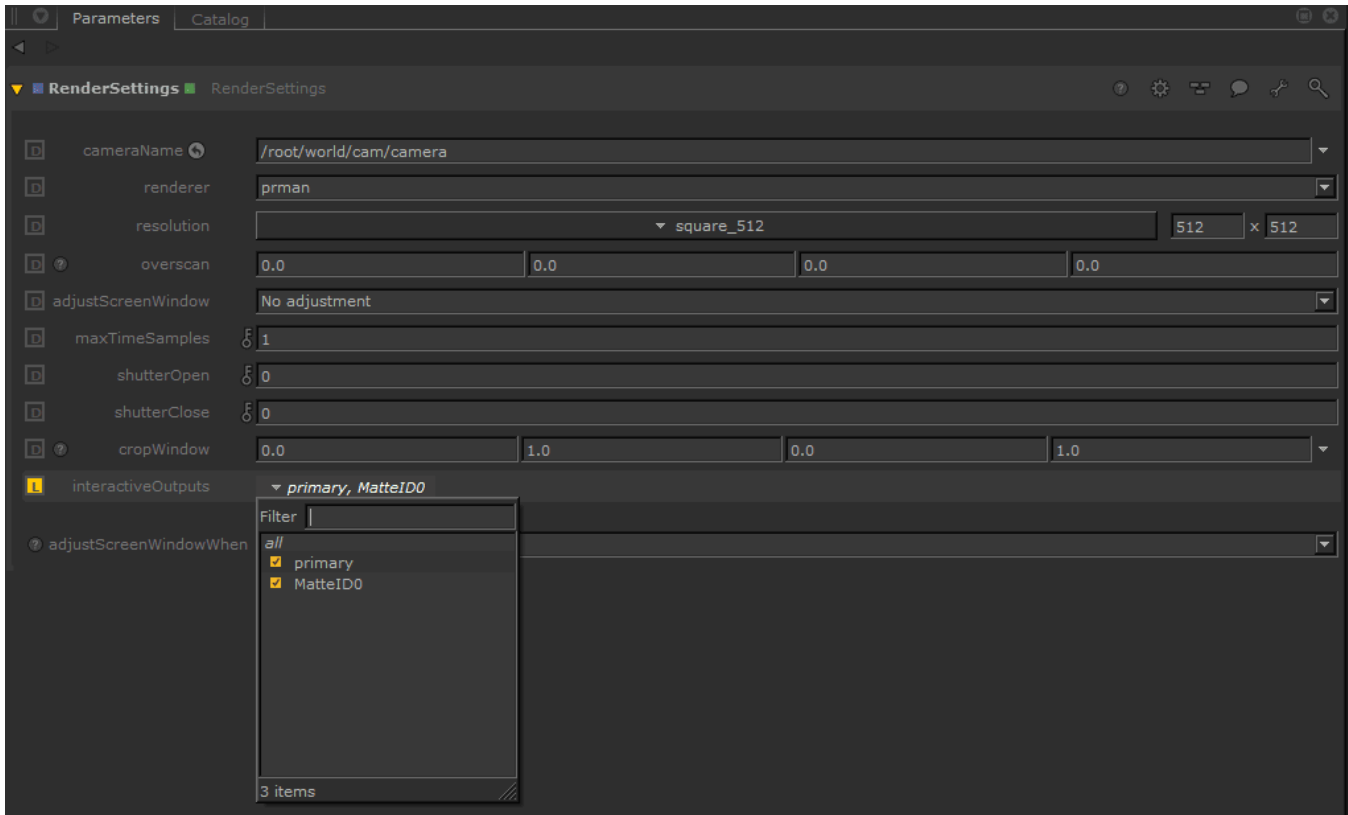 Parameters Catalog
RenderSettings RenderSettings
D cameraName /root/world/cam/camera
D renderer prman
D resolution square_512 512 x 512
D ? overscan 0.0 0.0 0.0 0.0
D adjustScreenWindow No adjustment
D maxTimeSamples 1
D shutterOpen 0
D shutterClose 0
D ? cropWindow 0.0 1.0 0.0 1.0
L interactiveOutputs primary, MatteID0
Filter
? adjustScreenWindowWhen
all
primary
MatteID0
3 items